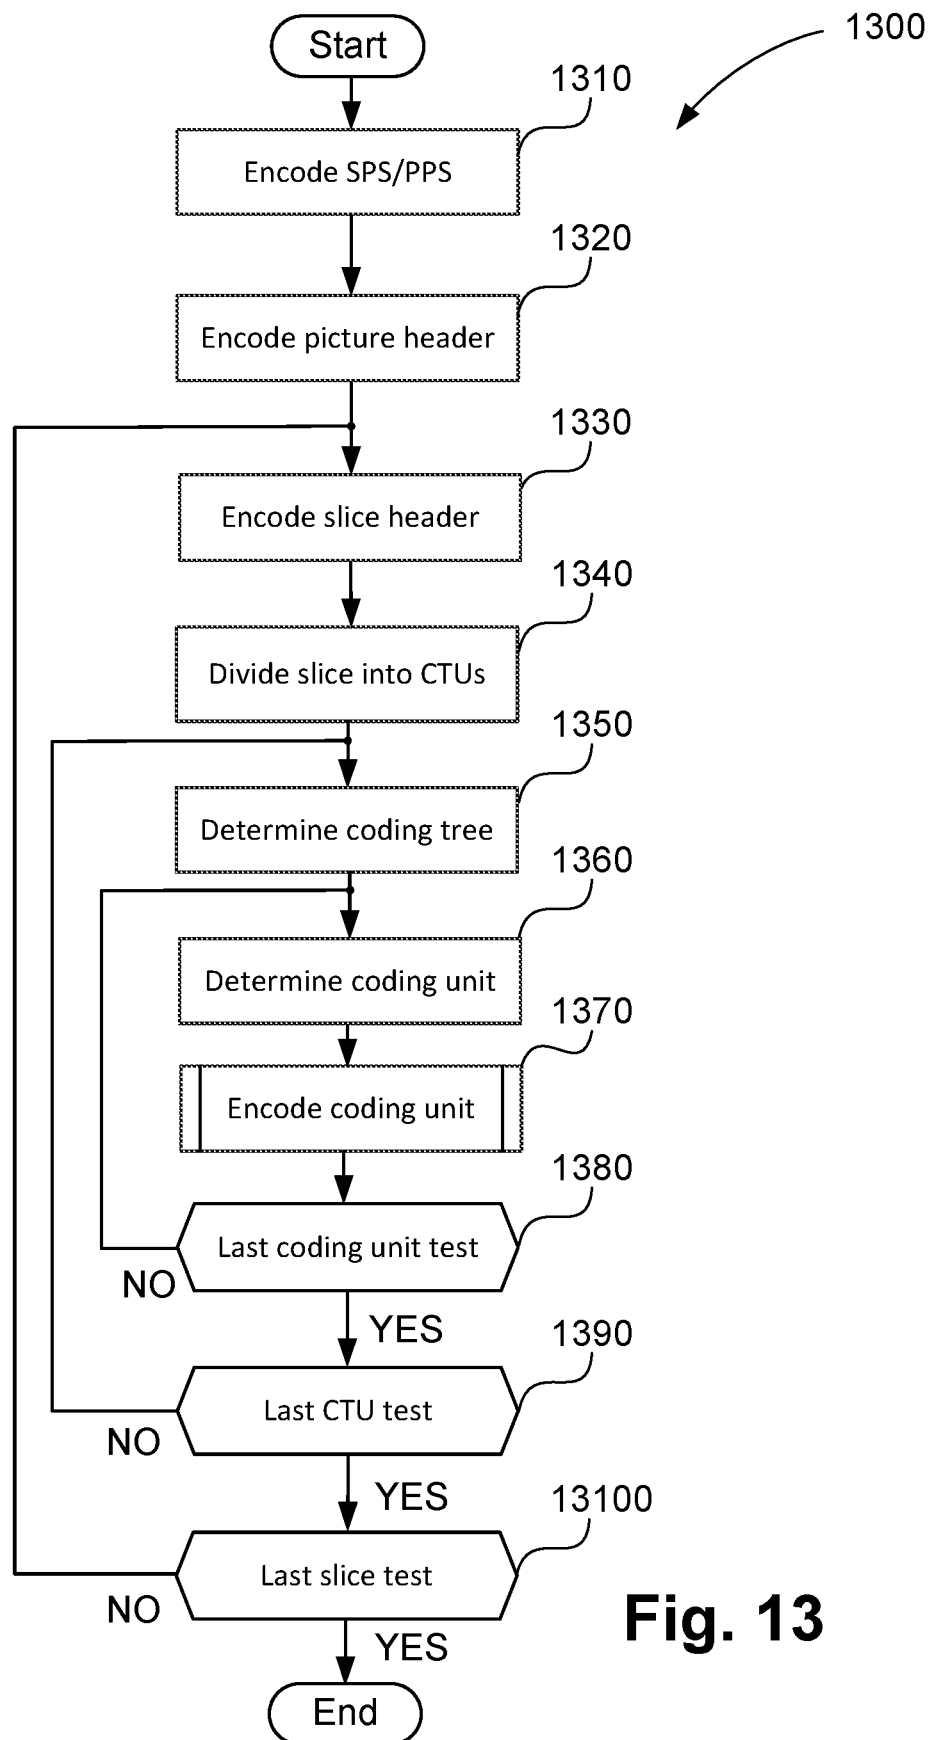 Start
1300
1310
Encode SPS/PPS
1320
Encode picture header
1330
Encode slice header
1340
Divide slice into CTUs
1350
Determine coding tree
1360
Determine coding unit
1370
Encode coding unit
1380
Last coding unit test
NO
YES
1390
Last CTU test
NO
YES
13100
Last slice test
NO
YES
Fig. 13
End